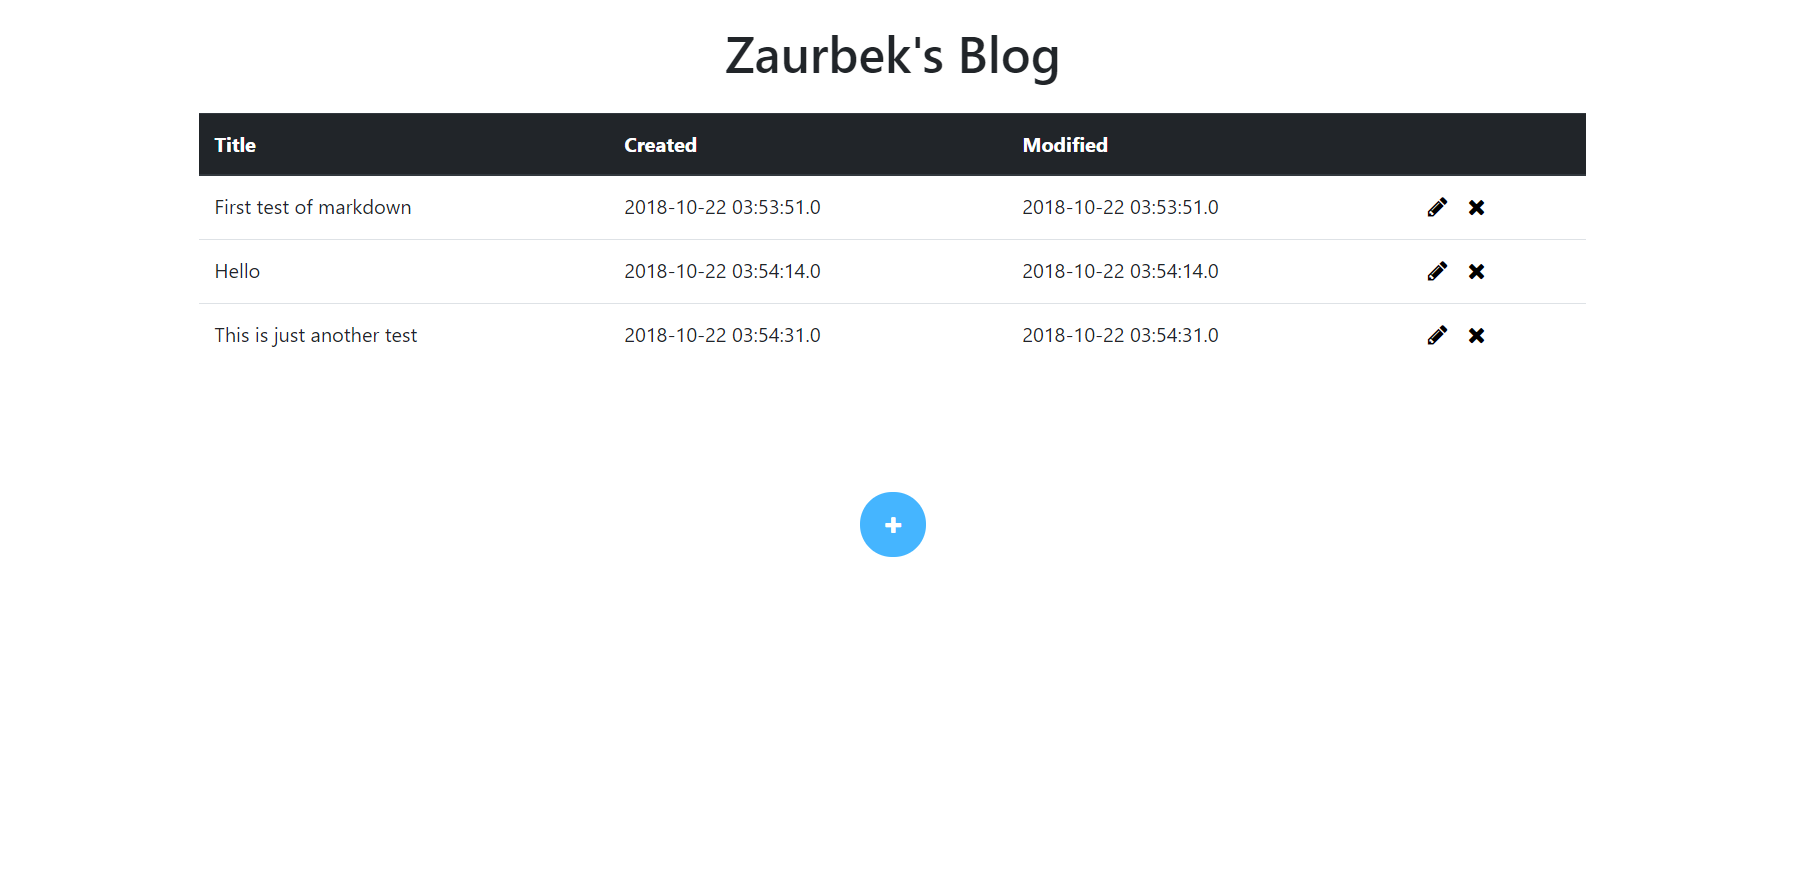 Zaurbek's Blog
Title Created Modified
First test of markdown 2018-10-22 03:53:51.0 2018-10-22 03:53:51.0
Hello 2018-10-22 03:54:14.0 2018-10-22 03:54:14.0
This is just another test 2018-10-22 03:54:31.0 2018-10-22 03:54:31.0